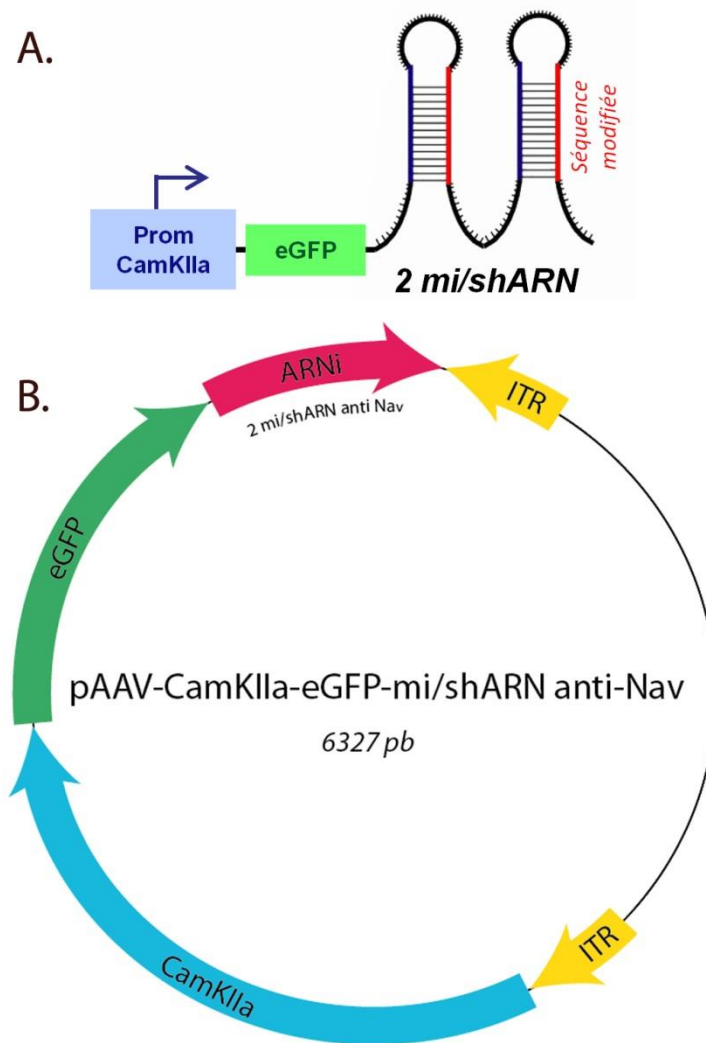 A.
Prom
CamKIIa
eGFP
Séquence
modifiée
2 mi/shARN
B.
ARNi
2 mi/shARN anti Nav
ITR
eGFP
pAAV-CamKIIa-eGFP-mi/shARN anti-Nav
6327 pb
CamKIIa
ITR